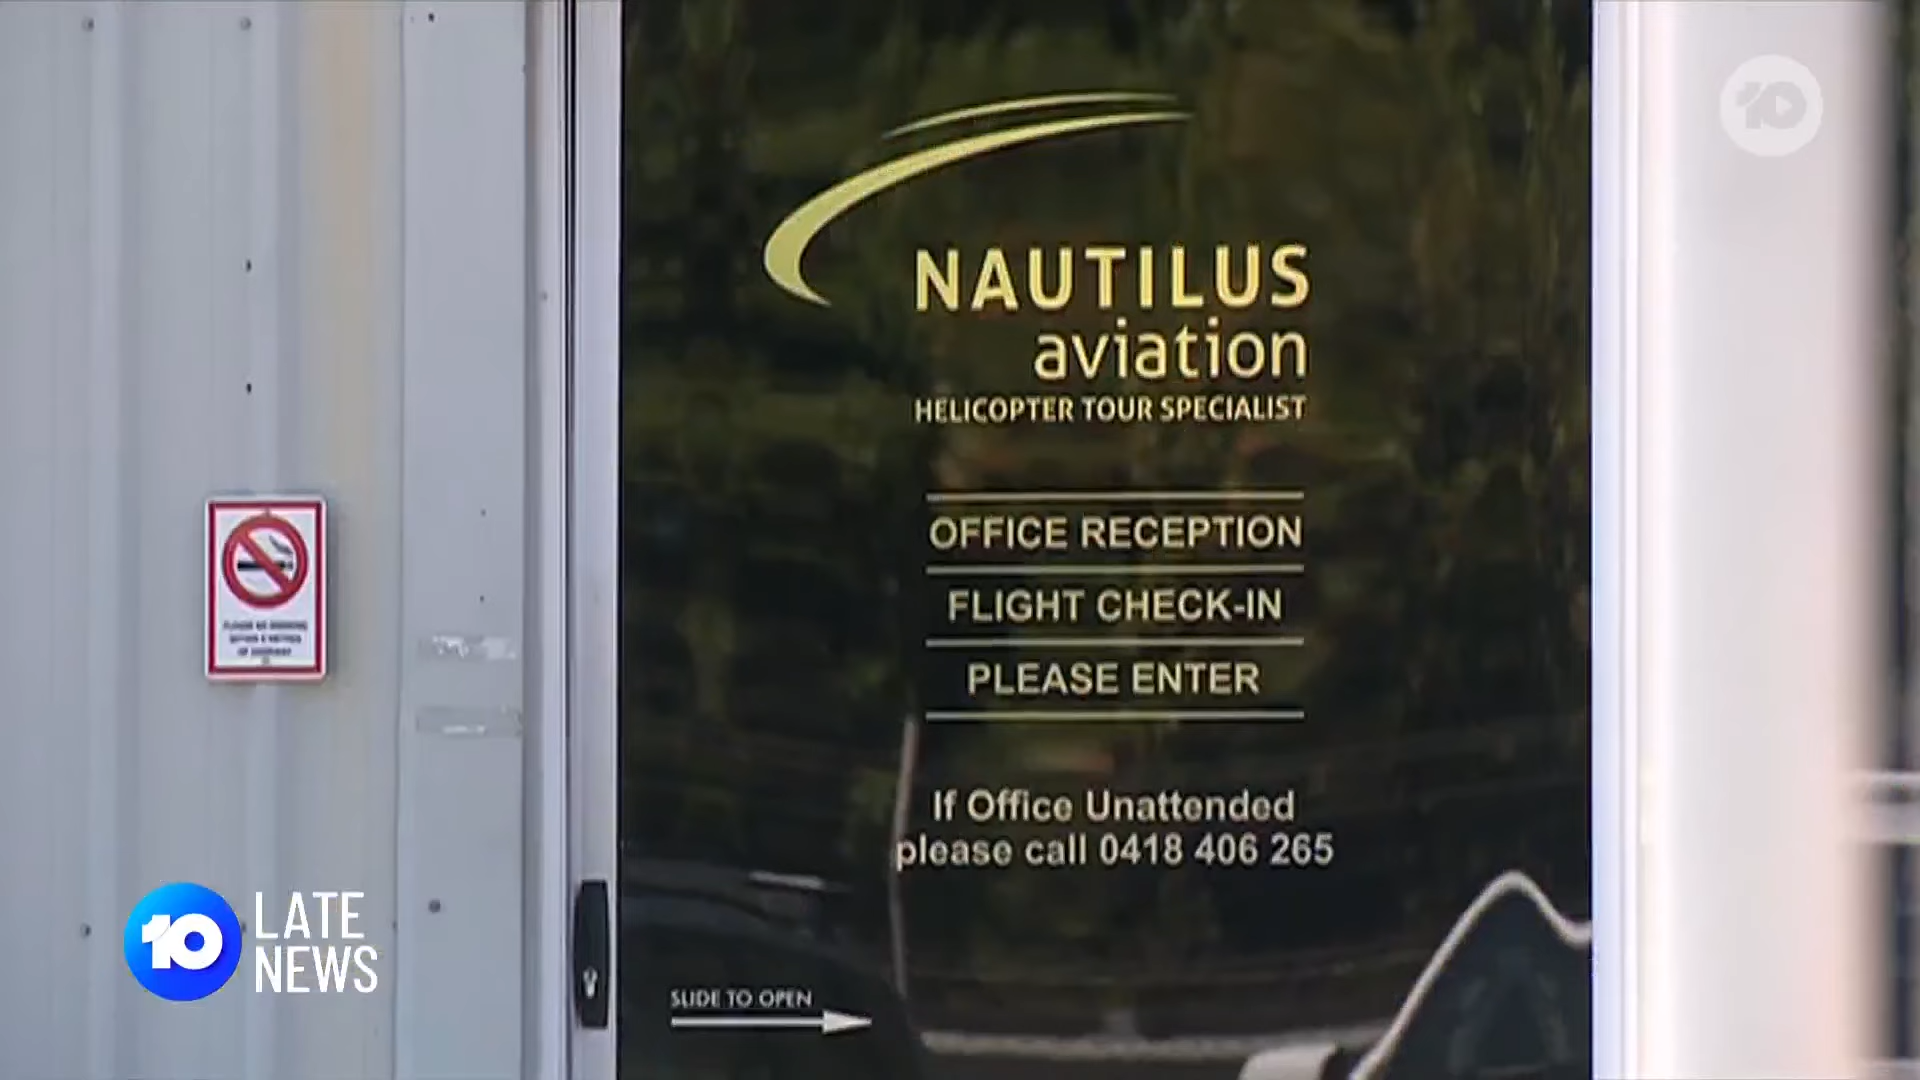 10
NAUTILUS
aviation
HELICOPTER TOUR SPECIALIST
OFFICE RECEPTION
FLIGHT CHECK-IN
PLEASE ENTER
If Office Unattended
please call 0418 406 265
SLIDE TO OPEN
10 LATE
NEWS